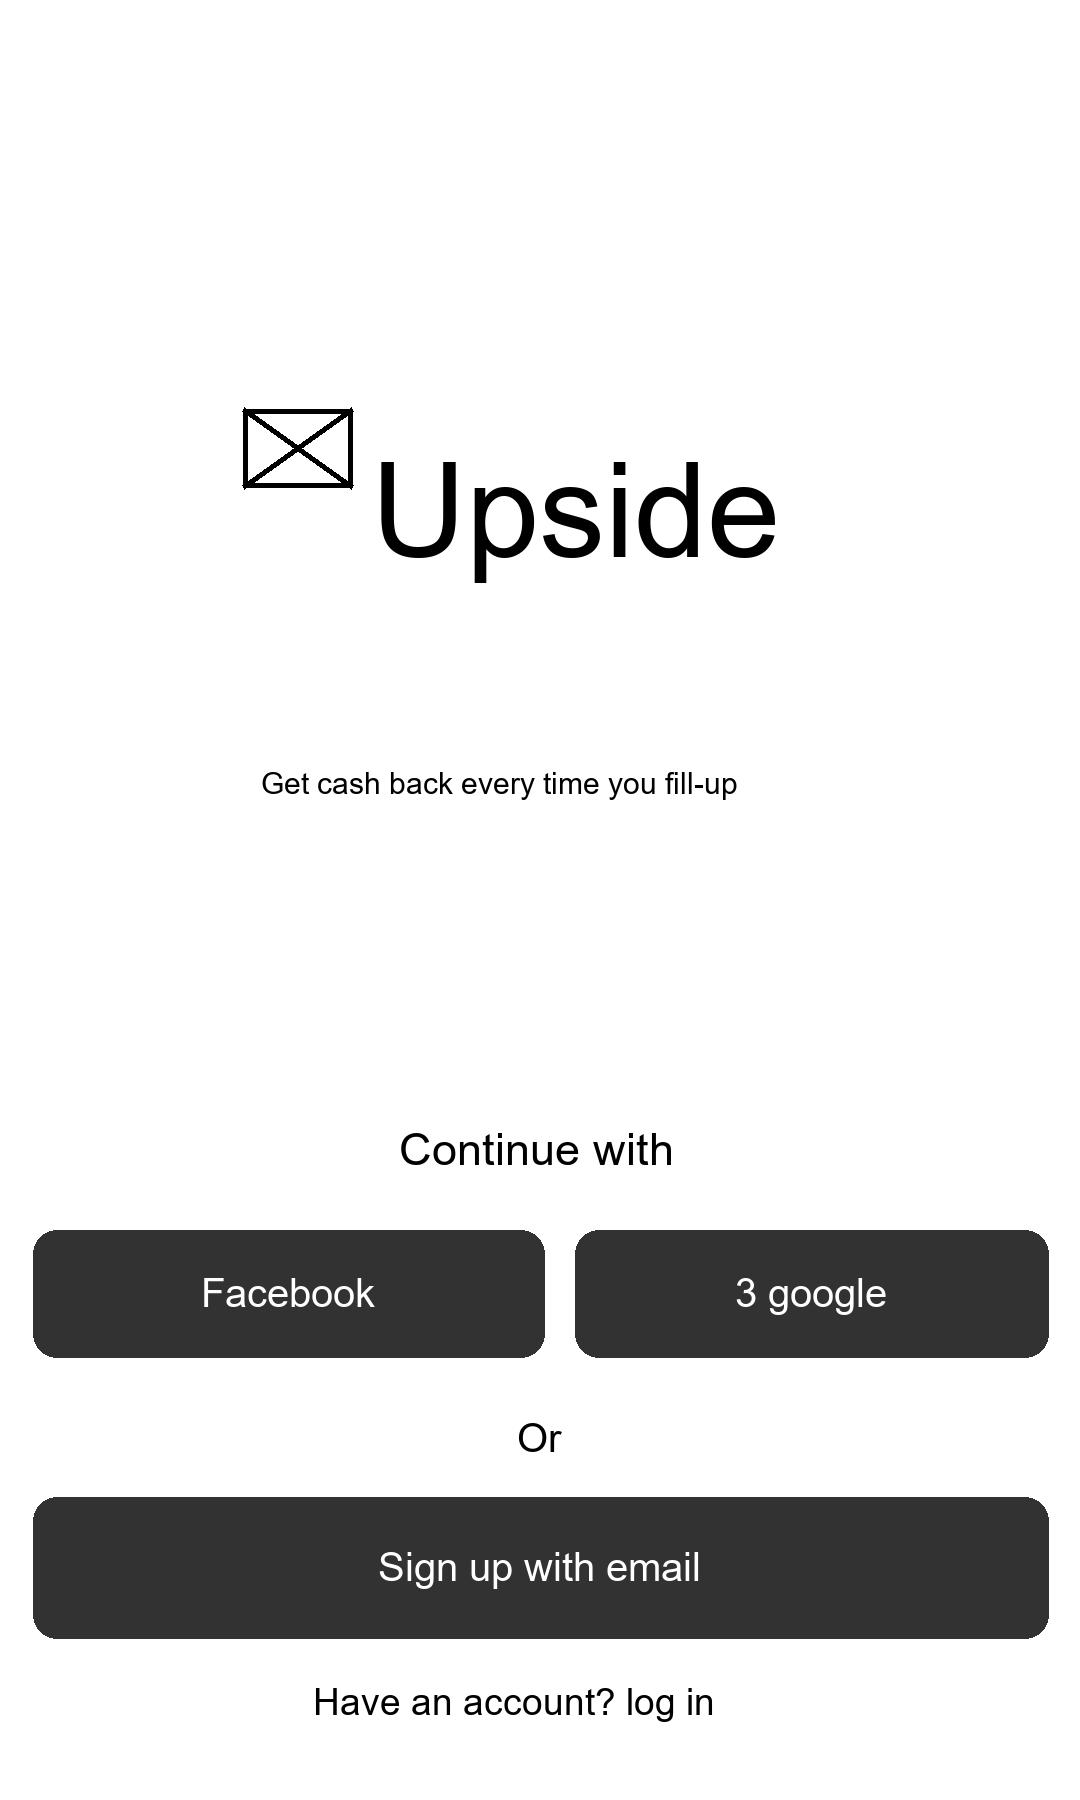 Upside
Get cash back every time you fill-up
Continue with
Facebook
3 google
Or
Sign up with email
Have an account? log in